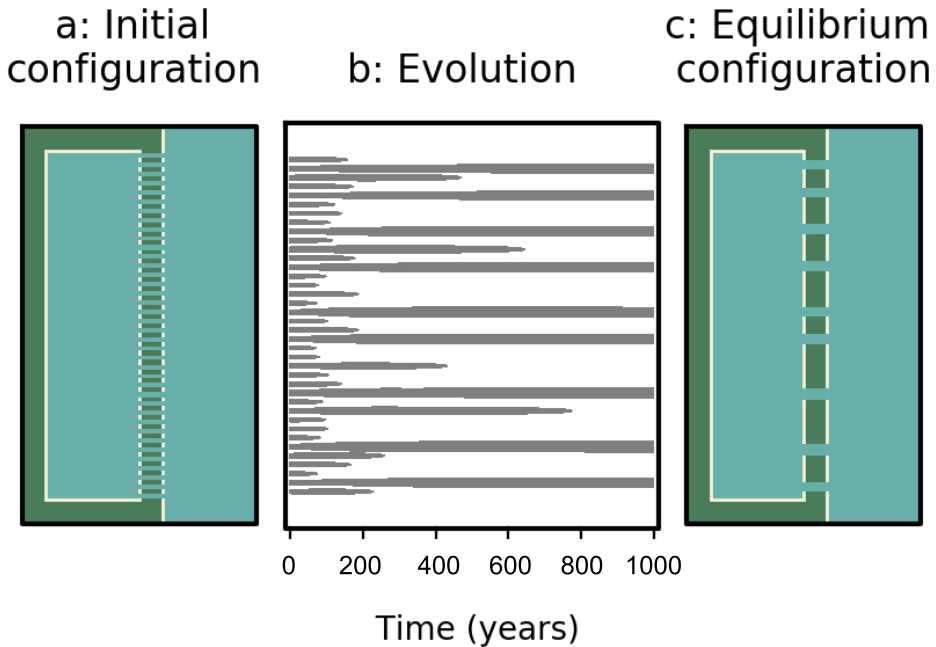 a: Initial
configuration
b: Evolution
c: Equilibrium
configuration
0 200 400 600 800 1000
Time (years)